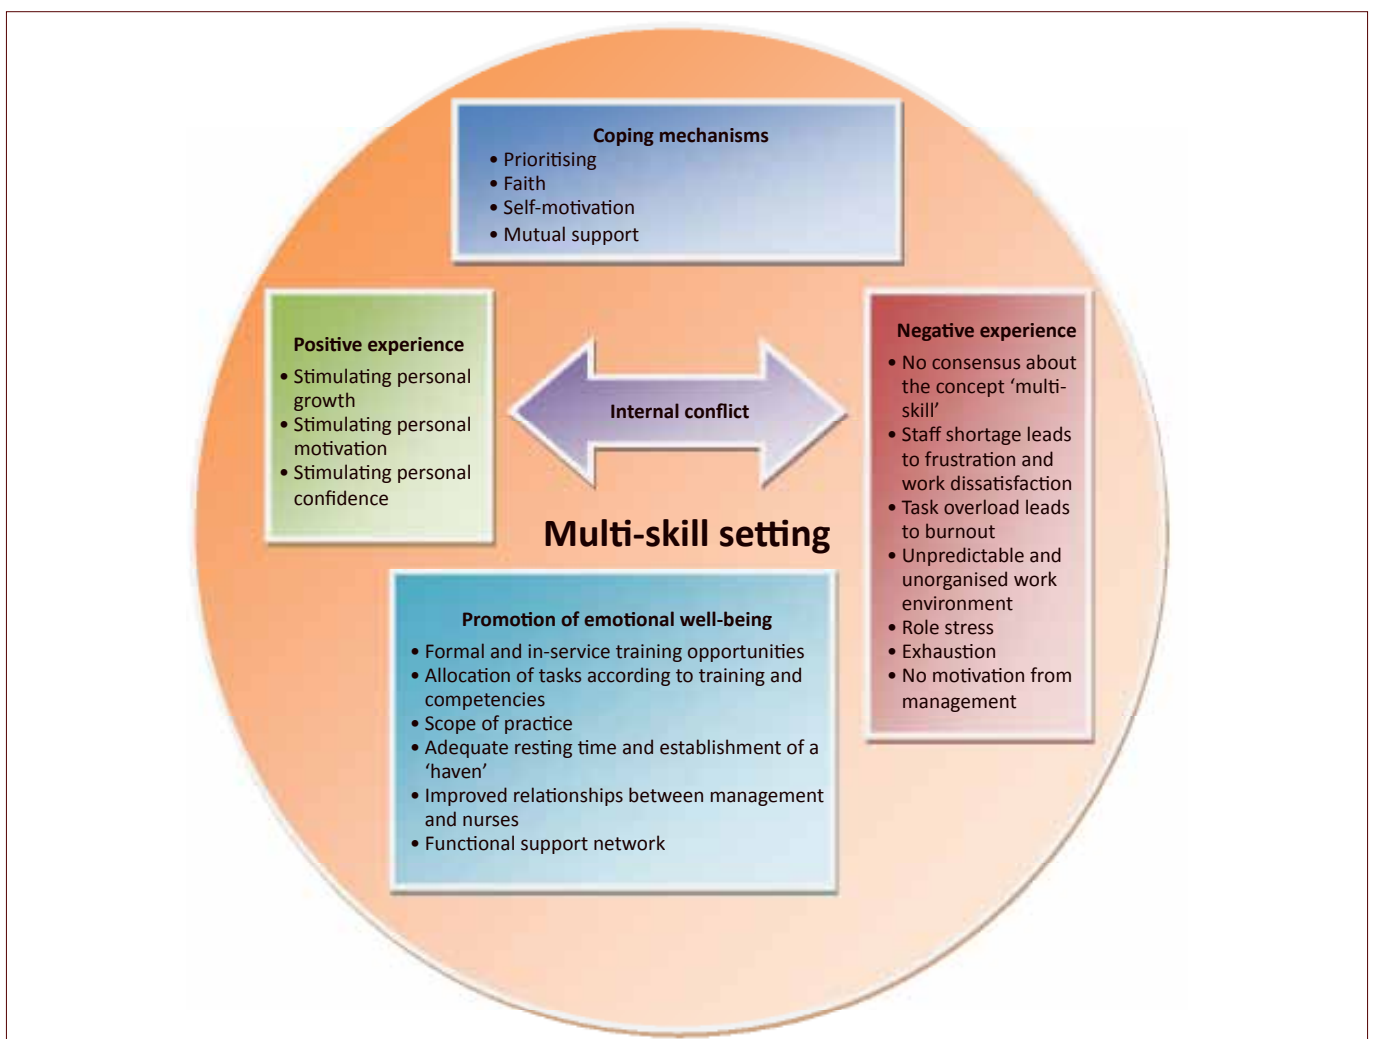 Coping mechanisms
• Prioritising
• Faith
• Self-motivation
• Mutual support
Positive experience
• Stimulating personal
growth
• Stimulating personal
motivation
• Stimulating personal
confidence
Internal conflict
Negative experience
• No consensus about
the concept ‘multi-
skill’
• Staff shortage leads
to frustration and
work dissatisfaction
• Task overload leads
to burnout
• Unpredictable and
unorganised work
environment
• Role stress
• Exhaustion
• No motivation from
management
Multi-skill setting
Promotion of emotional well-being
• Formal and in-service training opportunities
• Allocation of tasks according to training and
competencies
• Scope of practice
• Adequate resting time and establishment of a
‘haven’
• Improved relationships between management
and nurses
• Functional support network